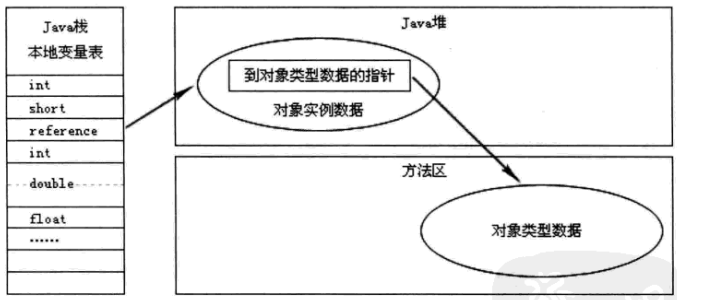 Java栈
本地变量表
int
short
reference
int
double
float
……
Java堆
到对象类型数据的指针
对象实例数据
方法区
对象类型数据